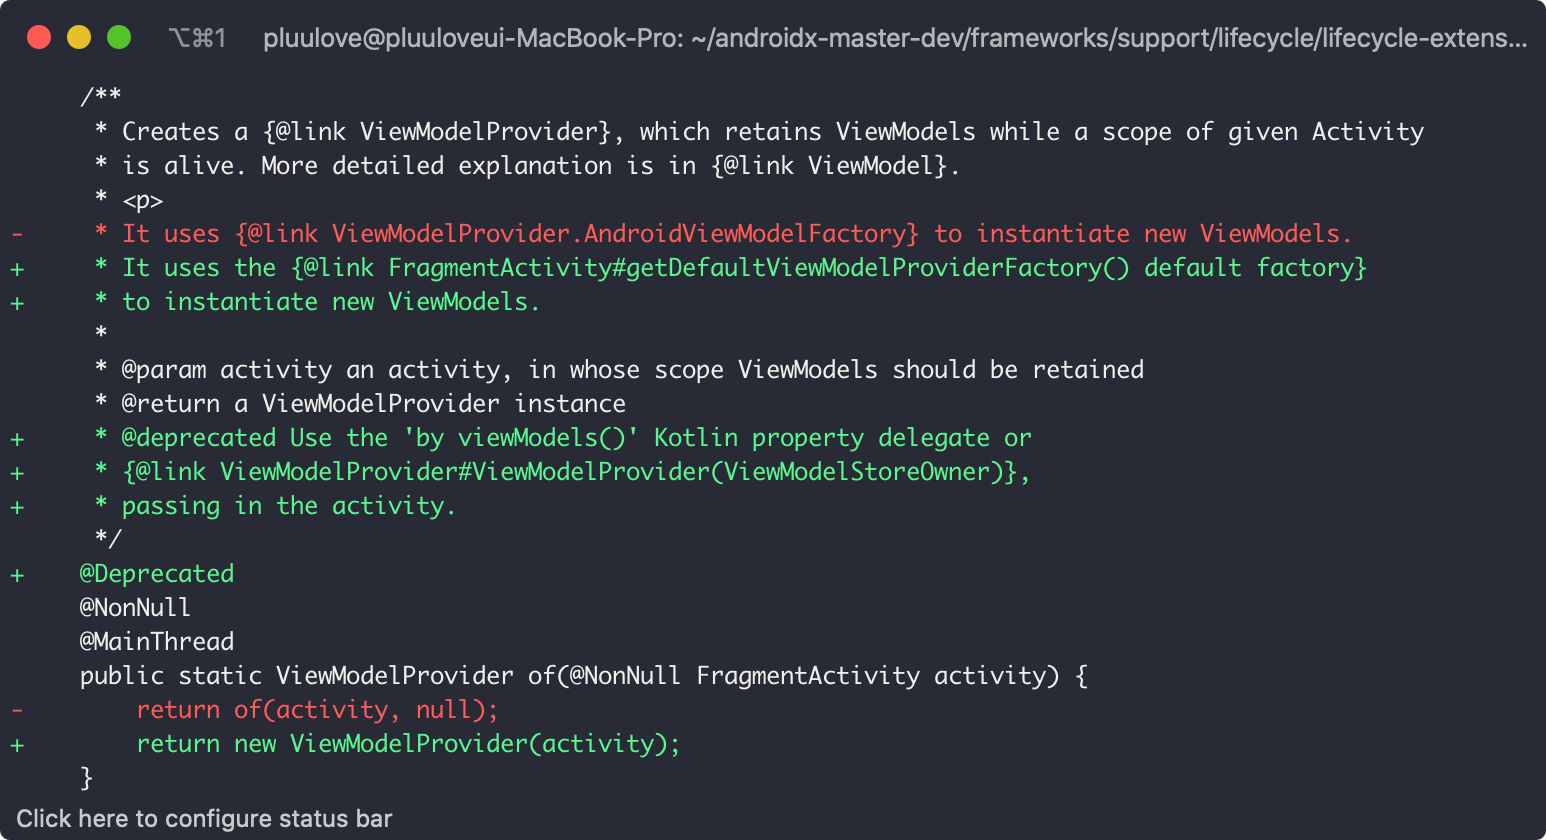 ⌥⌘1 pluulove@pluuloveui-MacBook-Pro: ~/androidx-master-dev/frameworks/support/lifecycle/lifecycle-extens...
/**
* Creates a {@link ViewModelProvider}, which retains ViewModels while a scope of given Activity
* is alive. More detailed explanation is in {@link ViewModel}.
* <p>
- * It uses {@link ViewModelProvider.AndroidViewModelFactory} to instantiate new ViewModels.
+ * It uses the {@link FragmentActivity#getDefaultViewModelProviderFactory() default factory}
+ * to instantiate new ViewModels.
*
* @param activity an activity, in whose scope ViewModels should be retained
* @return a ViewModelProvider instance
+ * @deprecated Use the 'by viewModels()' Kotlin property delegate or
+ * {@link ViewModelProvider#ViewModelProvider(ViewModelStoreOwner)},
+ * passing in the activity.
*/
+ @Deprecated
@NonNull
@MainThread
public static ViewModelProvider of(@NonNull FragmentActivity activity) {
- return of(activity, null);
+ return new ViewModelProvider(activity);
}
Click here to configure status bar